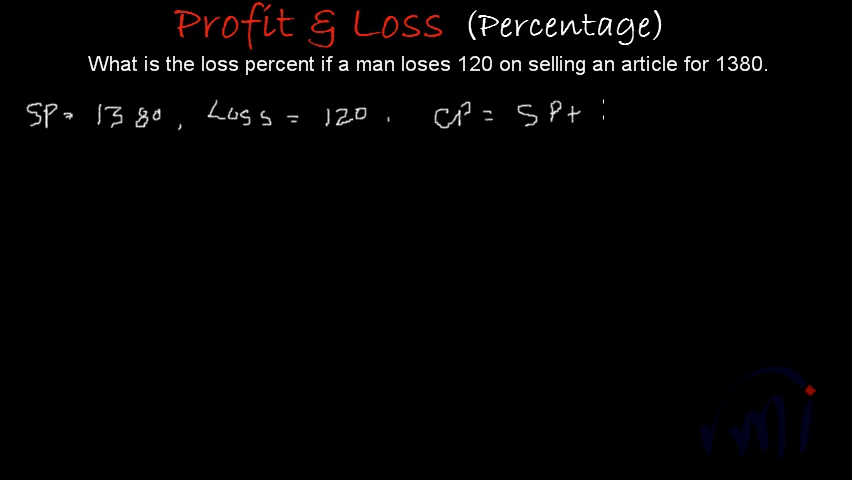 Profit & Loss (Percentage)
What is the loss percent if a man loses 120 on selling an article for 1380.
SP = 1380, Loss = 120. CP = SP+